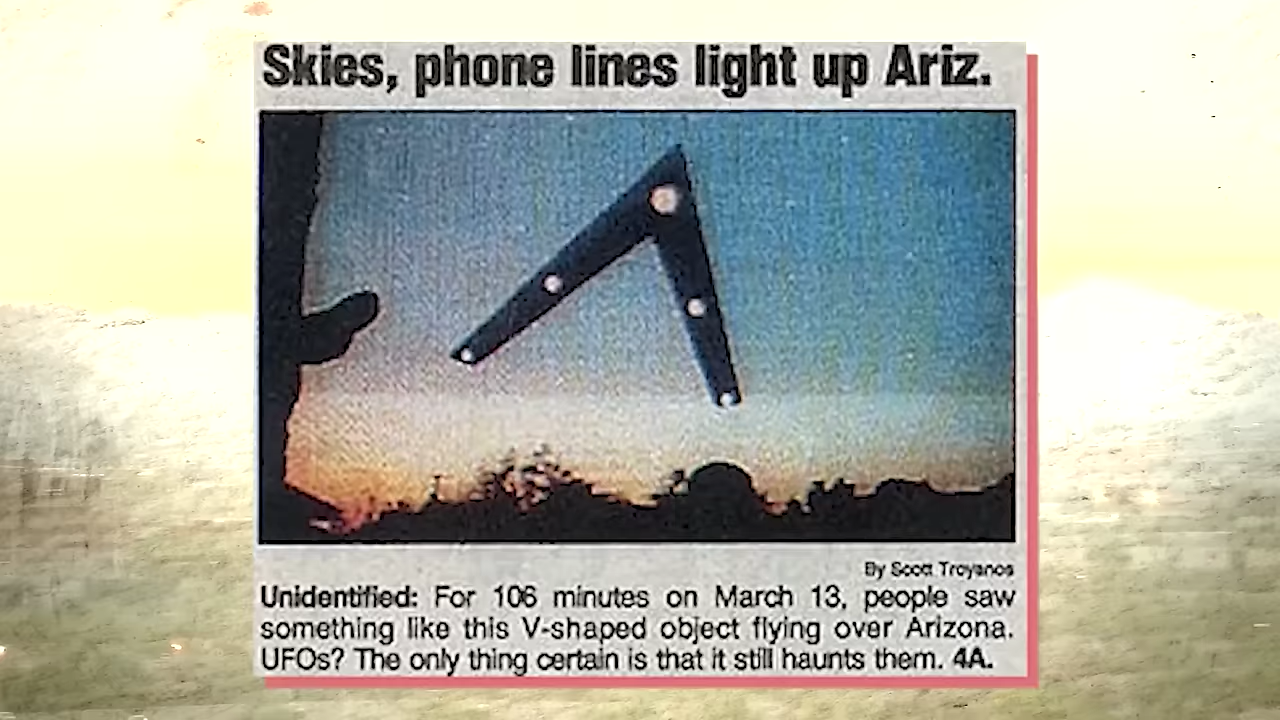 Skies, phone lines light up Ariz.
By Scott Troyanos
Unidentified: For 106 minutes on March 13, people saw
something like this V-shaped object flying over Arizona.
UFOs? The only thing certain is that it still haunts them. 4A.